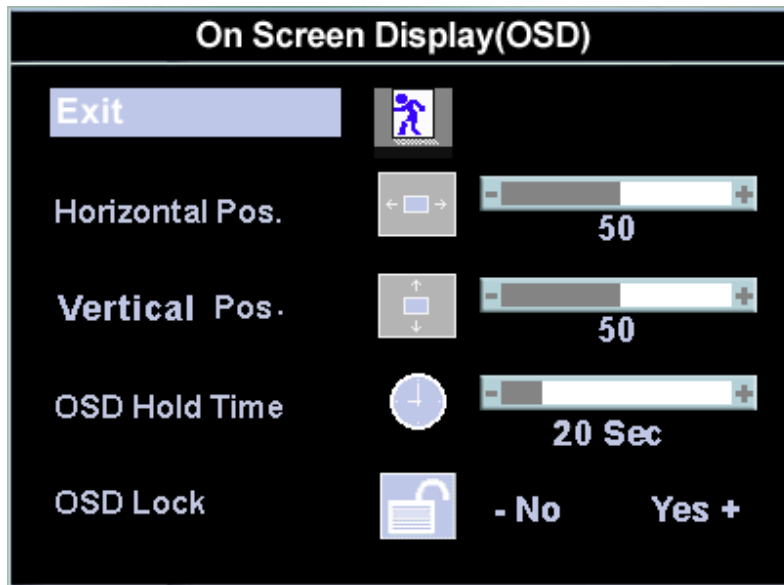 On Screen Display(OSD)
Exit
Horizontal Pos.
- +
50
Vertical Pos.
- +
50
OSD Hold Time
- +
20 Sec
OSD Lock
- No Yes +